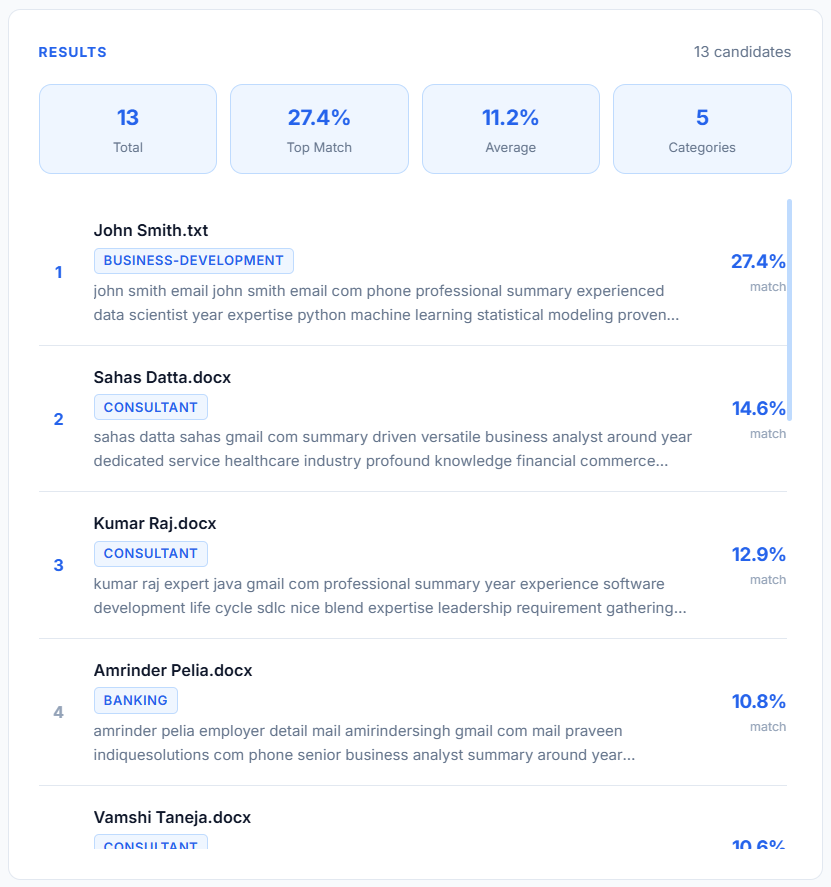 RESULTS
13 candidates
13
Total
27.4%
Top Match
11.2%
Average
5
Categories
1
John Smith.txt
BUSINESS-DEVELOPMENT
john smith email john smith email com phone professional summary experienced
data scientist year expertise python machine learning statistical modeling proven...
27.4%
match
2
Sahas Datta.docx
CONSULTANT
sahas datta sahas gmail com summary driven versatile business analyst around year
dedicated service healthcare industry profound knowledge financial commerce...
14.6%
match
3
Kumar Raj.docx
CONSULTANT
kumar raj expert java gmail com professional summary year experience software
development life cycle sdlc nice blend expertise leadership requirement gathering...
12.9%
match
4
Amrinder Pelia.docx
BANKING
amrinder pelia employer detail mail amirindersingh gmail com mail praveen
indiquesolutions com phone senior business analyst summary around year...
10.8%
match
Vamshi Taneja.docx
CONSULTANT
10.6%